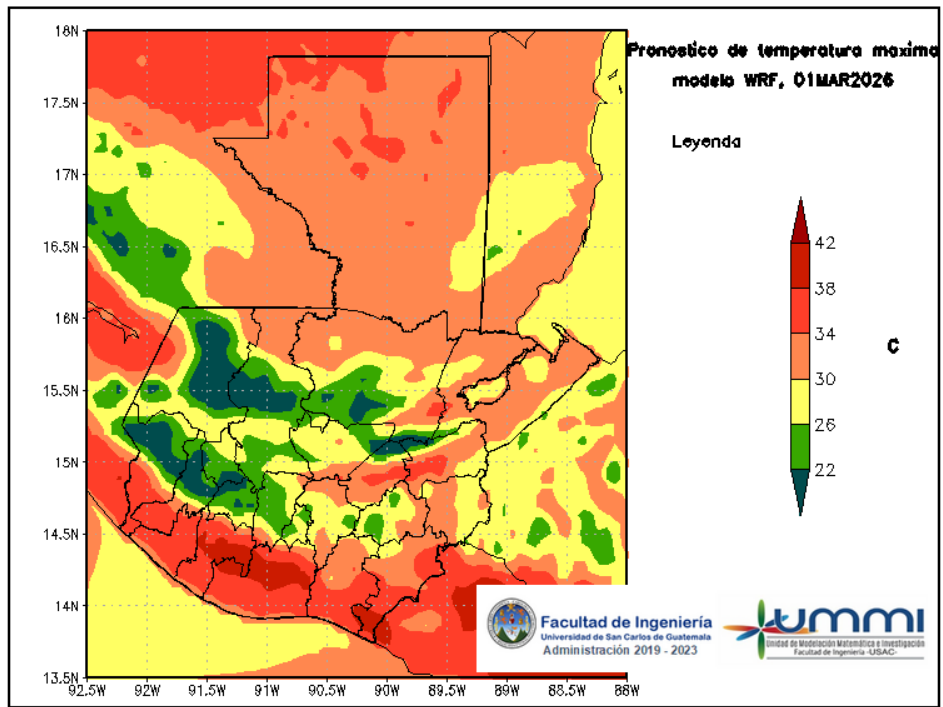 Pronostico de temperatura maxima
modelo WRF, 01MAR2026
Leyenda
18N
17.5N
17N
16.5N
16N
15.5N
15N
14.5N
14N
13.5N
92.5W
92W
91.5W
91W
90.5W
90W
89.5W
89W
88.5W
88W
42
38
34
30
26
22
C
Facultad de Ingeniería
Universidad de San Carlos de Guatemala
Administración 2019 - 2023
UMMI
Unidad de Modelación Matemática e Investigación
Facultad de Ingeniería -USAC-